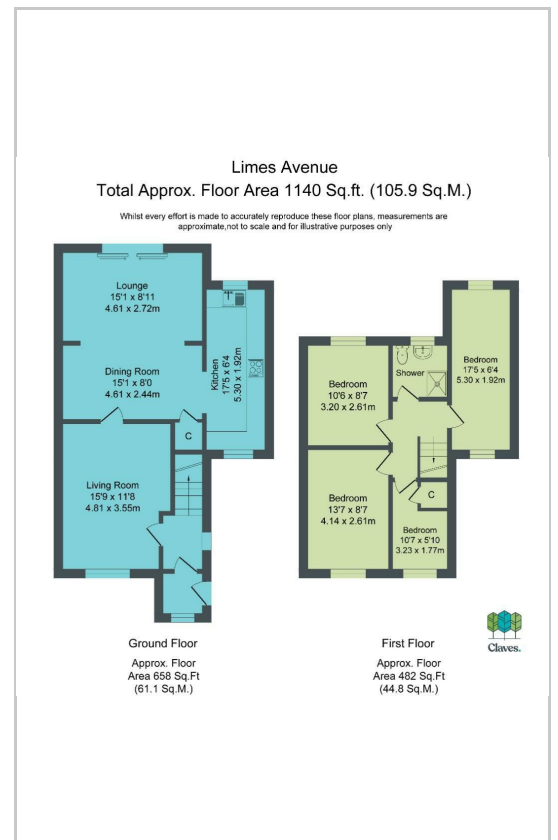 Limes Avenue
Total Approx. Floor Area 1140 Sq.ft. (105.9 Sq.M.)
Whilst every effort is made to accurately reproduce these floor plans, measurements are
approximate,not to scale and for illustrative purposes only
Lounge
15'1 x 8'11
4.61 x 2.72m
Dining Room
15'1 x 8'0
4.61 x 2.44m
Kitchen
17'5 x 6'4
5.30 x 1.92m
C
Living Room
15'9 x 11'8
4.81 x 3.55m
Ground Floor
Approx. Floor
Area 658 Sq.Ft
(61.1 Sq.M.)
Bedroom
10'6 x 8'7
3.20 x 2.61m
Shower
Bedroom
17'5 x 6'4
5.30 x 1.92m
Bedroom
13'7 x 8'7
4.14 x 2.61m
C
Bedroom
10'7 x 5'10
3.23 x 1.77m
First Floor
Approx. Floor
Area 482 Sq.Ft
(44.8 Sq.M.)
Claves.